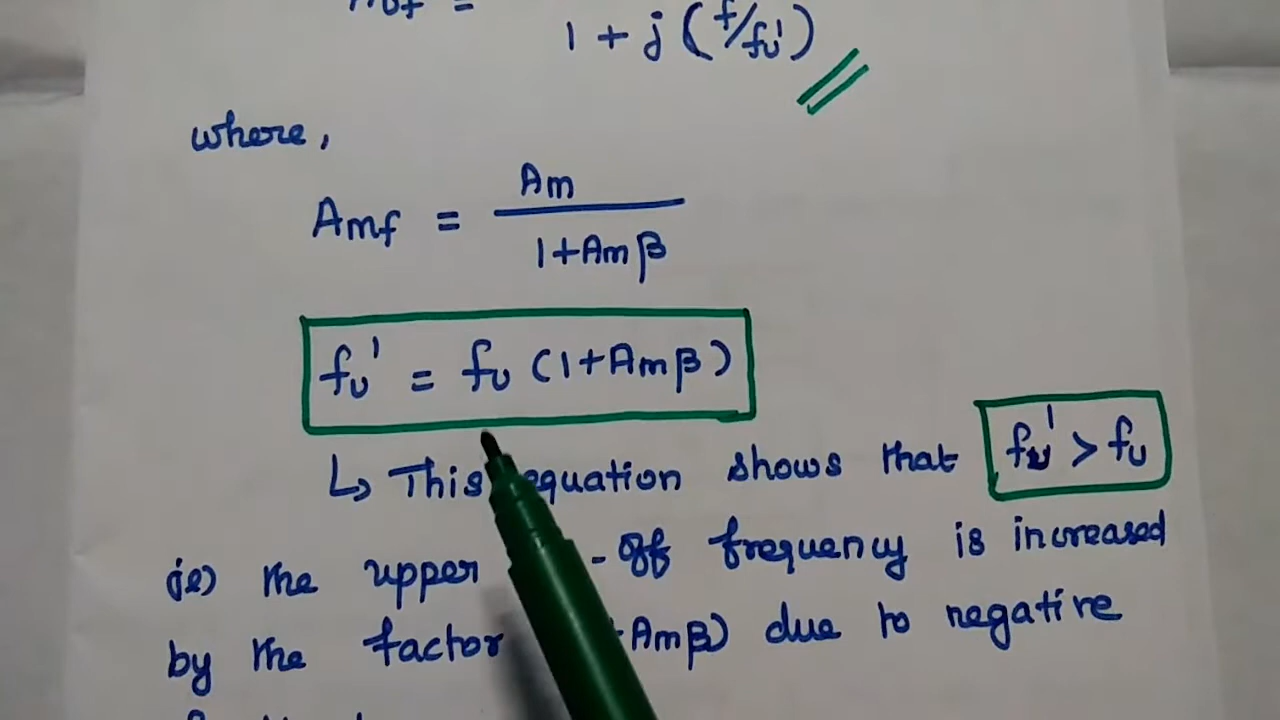 1 + j (f/fu')
where,
Amf = Am / 1+Amβ
fu' = fu (1+Amβ)
↳ This equation shows that fu' > fu
(ie) the upper -off frequency is increased
by the factor +Amβ) due to negative